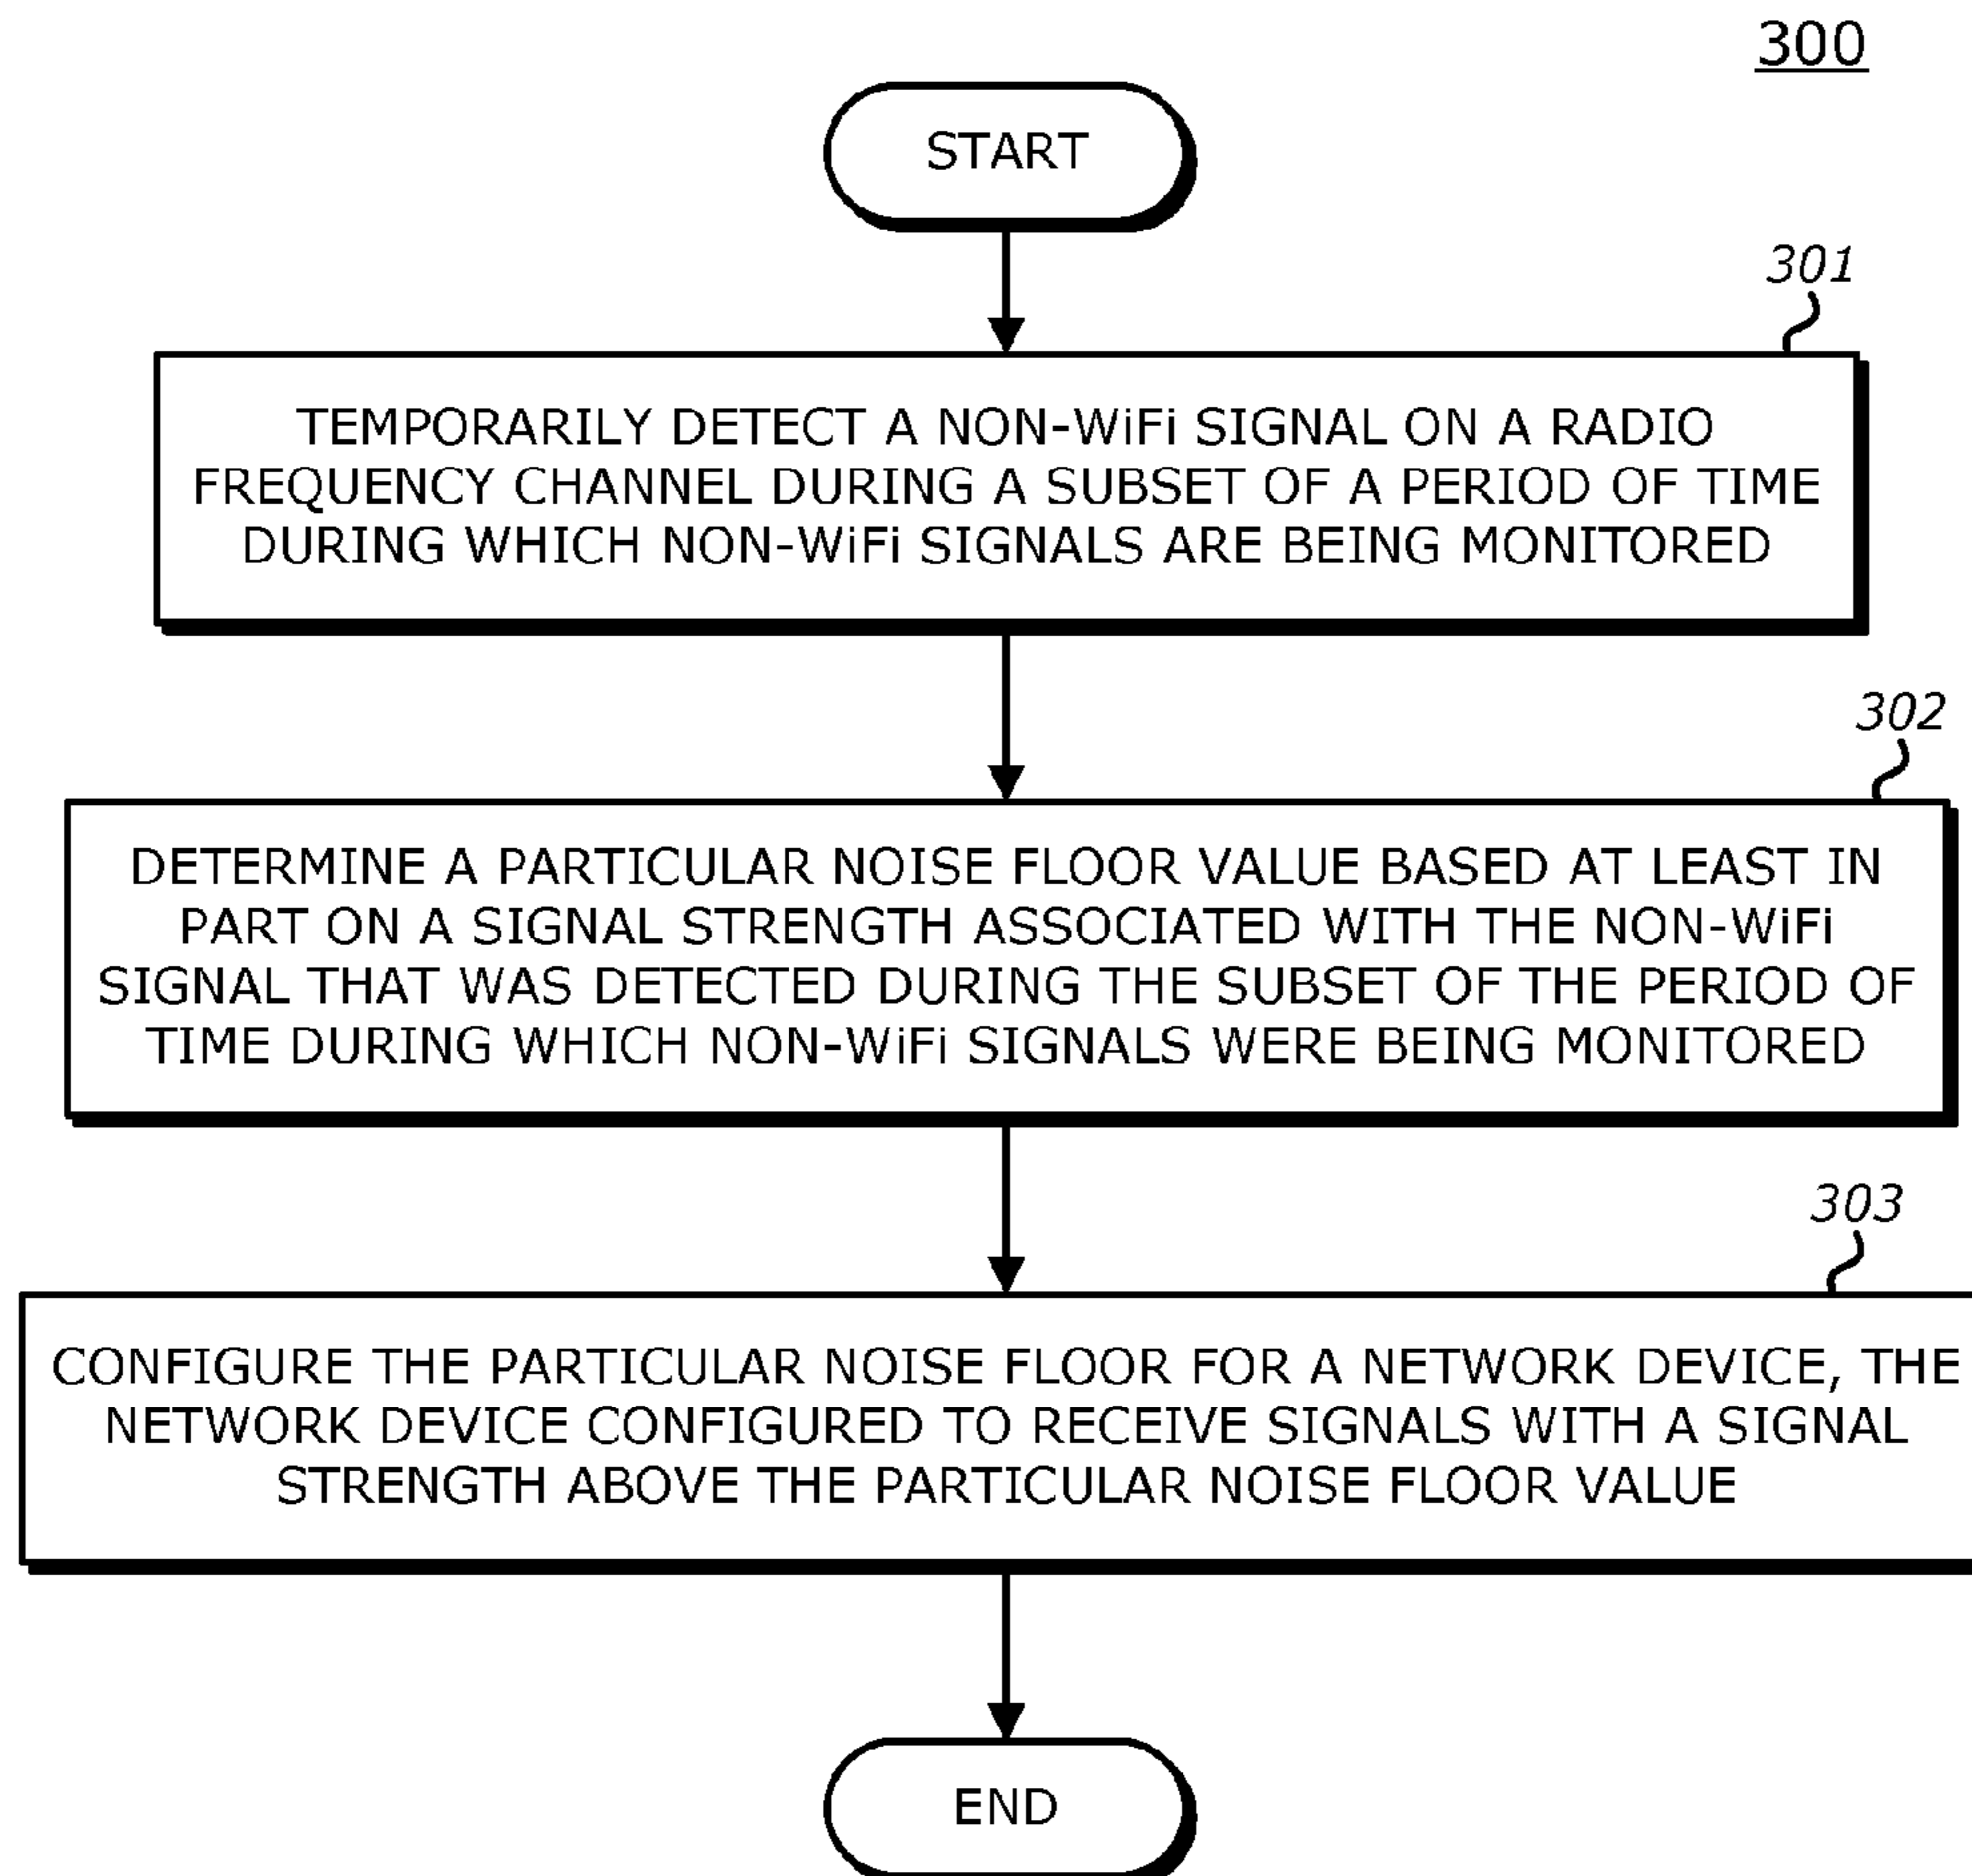 300
START
301
TEMPORARILY DETECT A NON-WiFi SIGNAL ON A RADIO
FREQUENCY CHANNEL DURING A SUBSET OF A PERIOD OF TIME
DURING WHICH NON-WiFi SIGNALS ARE BEING MONITORED
302
DETERMINE A PARTICULAR NOISE FLOOR VALUE BASED AT LEAST IN
PART ON A SIGNAL STRENGTH ASSOCIATED WITH THE NON-WiFi
SIGNAL THAT WAS DETECTED DURING THE SUBSET OF THE PERIOD OF
TIME DURING WHICH NON-WiFi SIGNALS WERE BEING MONITORED
303
CONFIGURE THE PARTICULAR NOISE FLOOR FOR A NETWORK DEVICE, THE
NETWORK DEVICE CONFIGURED TO RECEIVE SIGNALS WITH A SIGNAL
STRENGTH ABOVE THE PARTICULAR NOISE FLOOR VALUE
END